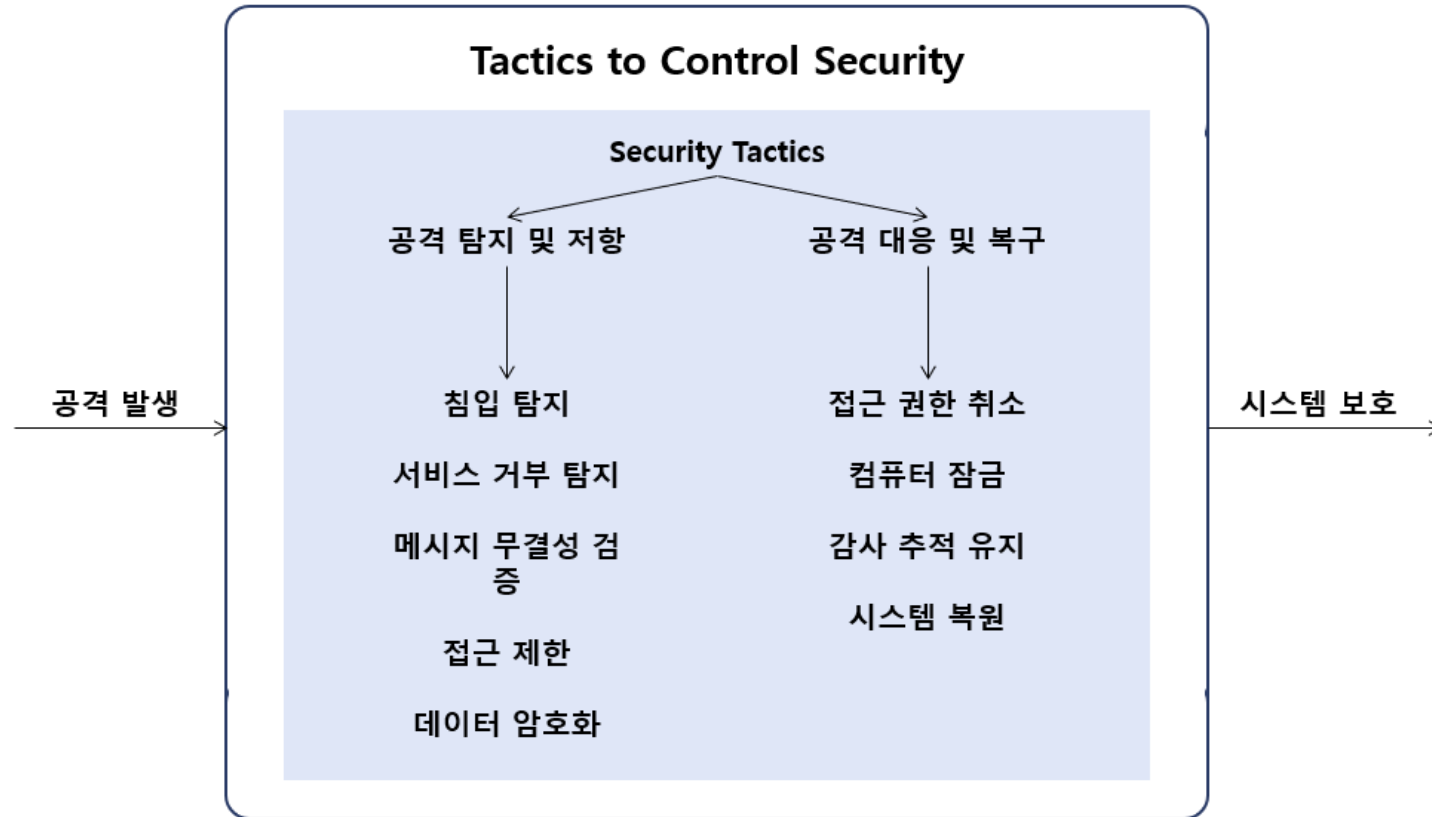 Tactics to Control Security
Security Tactics
공격 탐지 및 저항
공격 대응 및 복구
공격 발생
침입 탐지
서비스 거부 탐지
메시지 무결성 검
증
접근 제한
데이터 암호화
접근 권한 취소
컴퓨터 잠금
감사 추적 유지
시스템 복원
시스템 보호